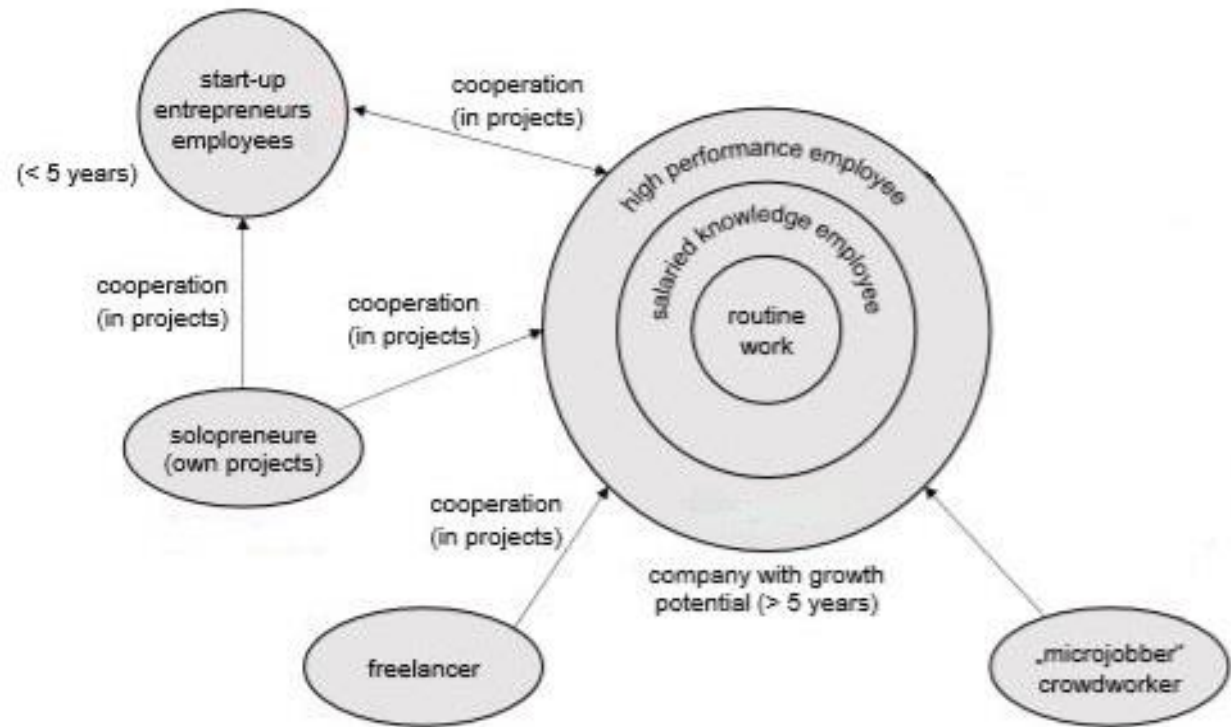 start-up
entrepreneurs
employees
(< 5 years)
cooperation
(in projects)
high performance employee
salaried knowledge employee
routine
work
cooperation
(in projects)
cooperation
(in projects)
solopreneure
(own projects)
cooperation
(in projects)
company with growth
potential (> 5 years)
freelancer
„microjobber"
crowdworker